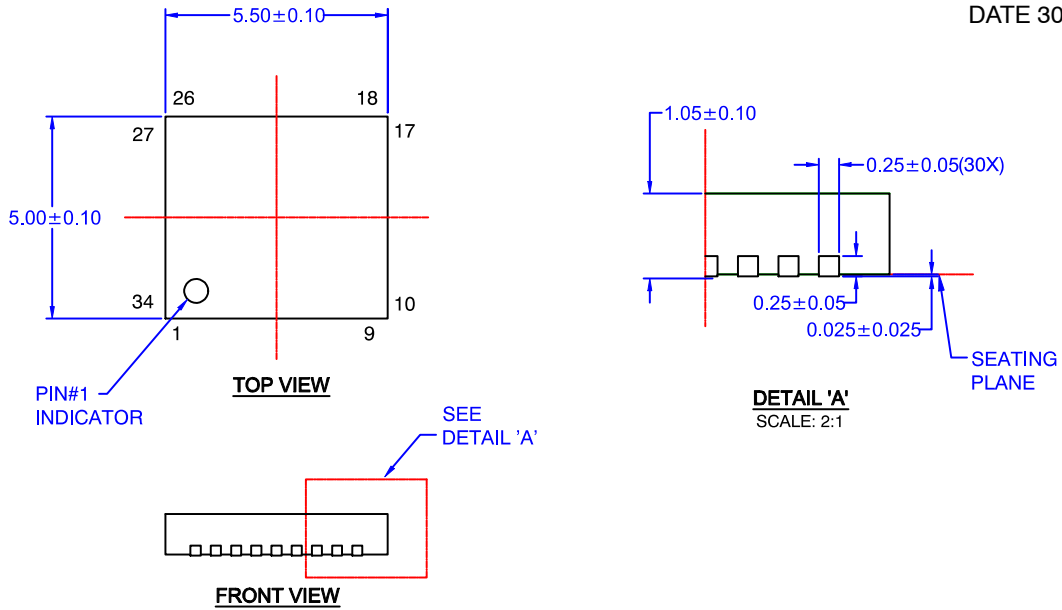 DATE 30
5.50±0.10
26
18
27
17
5.00±0.10
34
10
1
9
PIN#1
INDICATOR
TOP VIEW
1.05±0.10
0.25±0.05(30X)
0.25±0.05
0.025±0.025
SEATING
PLANE
DETAIL 'A'
SCALE: 2:1
SEE
DETAIL 'A'
FRONT VIEW